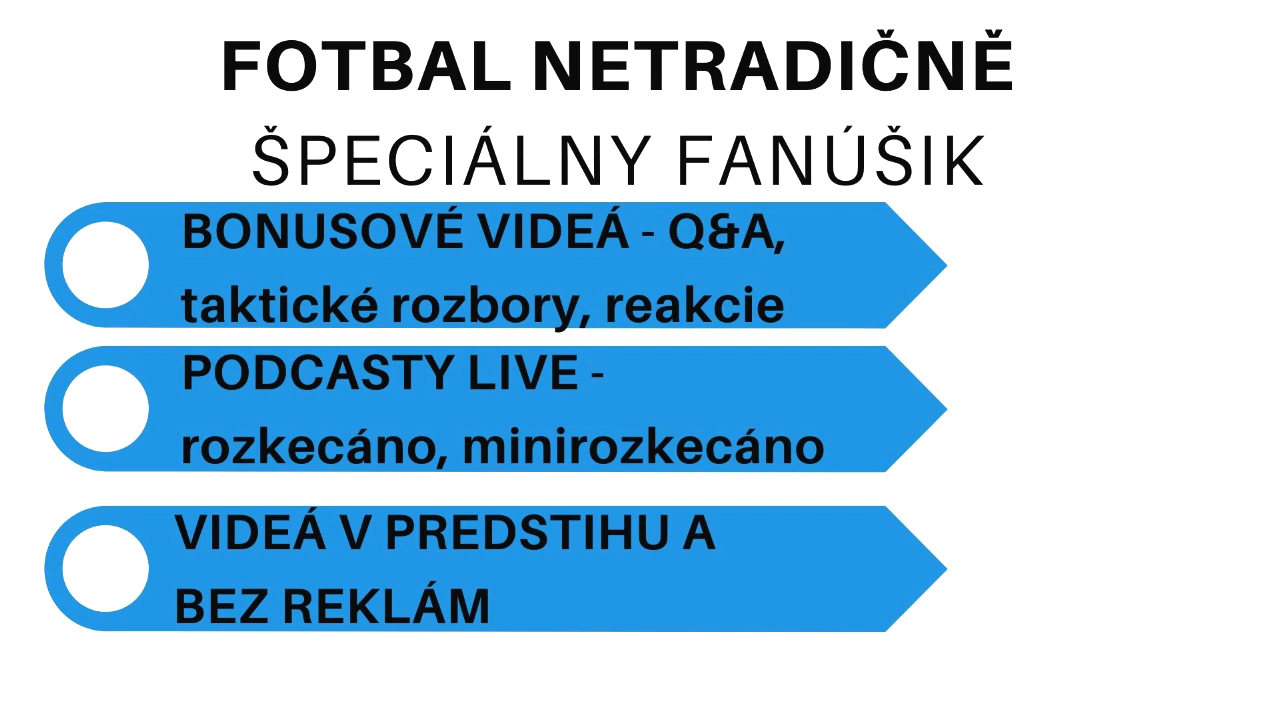 FOTBAL NETRADIČNĚ
ŠPECIÁLNY FANÚŠIK
BONUSOVÉ VIDEÁ - Q&A,
taktické rozbory, reakcie
PODCASTY LIVE -
rozkecáno, minirozkecáno
VIDEÁ V PREDSTIHU A
BEZ REKLÁM